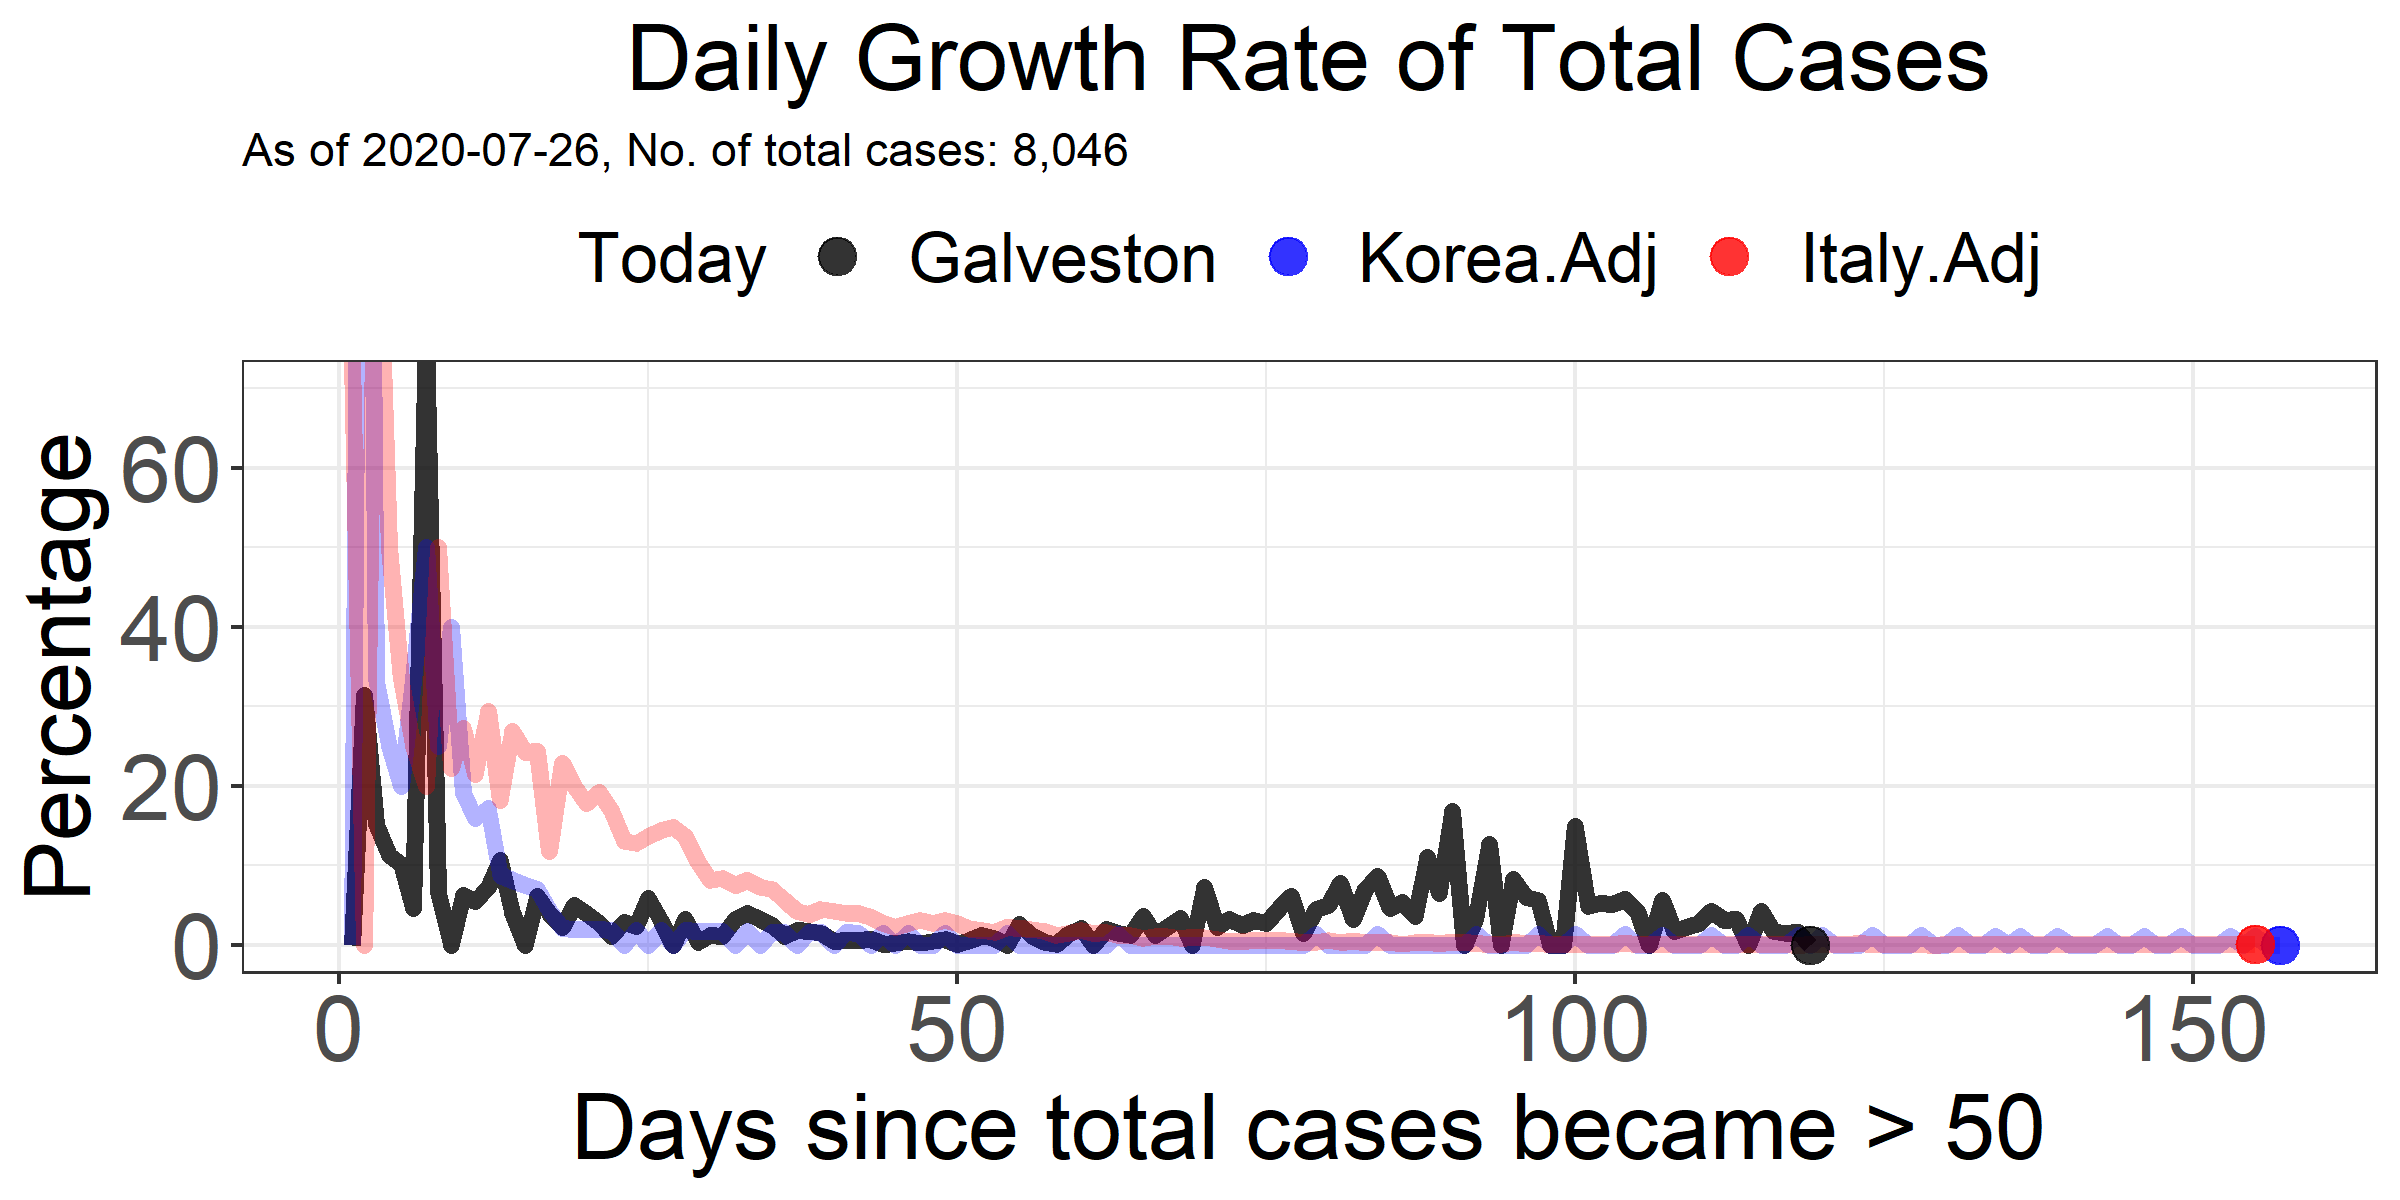 Daily Growth Rate of Total Cases
As of 2020-07-26, No. of total cases: 8,046
Today Galveston Korea.Adj Italy.Adj
Percentage
60
40
20
0
0 50 100 150
Days since total cases became > 50